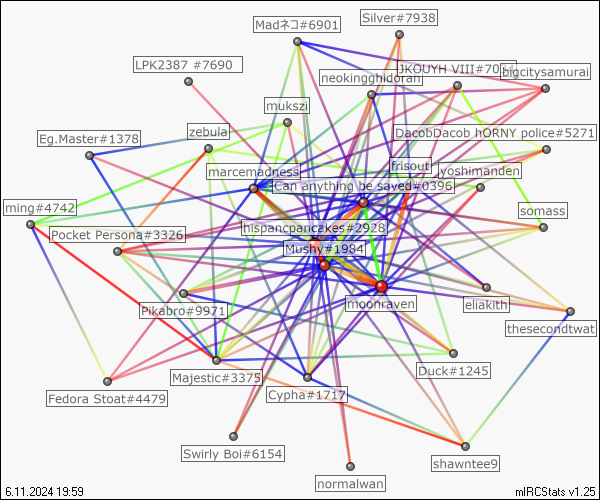 Madネコ#6901
Silver#7938
LPK2387 #7690
JKOUYH VIII#70
neokingghidorah
bigcitysamurai
mukszi
Eg.Master#1378
zebula
DacobDacob hORNY police#5271
marcemadness
frisout
yoshimanden
Can anything be saved#0396
ming#4742
somass
Pocket Persona#3326
hispancpancakes#2928
Mushy#1984
Pikabro#9971
moonraven
eliakith
thesecondtwat
Majestic#3375
Duck#1245
Fedora Stoat#4479
Cypha#1717
Swirly Boi#6154
shawntee9
normalwan
6.11.2024 19:59
mIRCStats v1.25